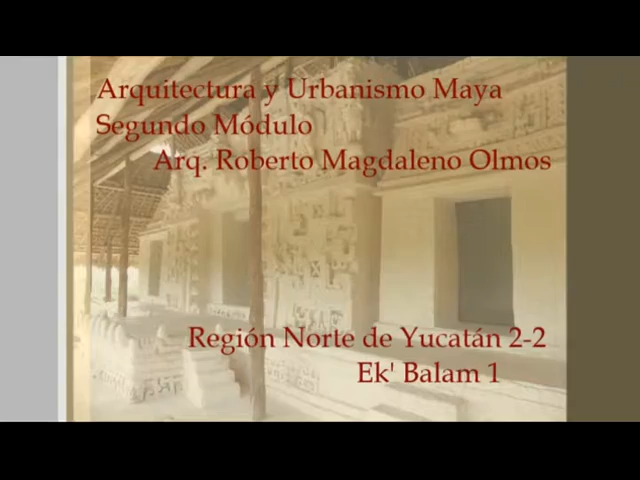 Arquitectura y Urbanismo Maya
Segundo Módulo
Arq. Roberto Magdaleno Olmos
Región Norte de Yucatán 2-2
Ek' Balam 1